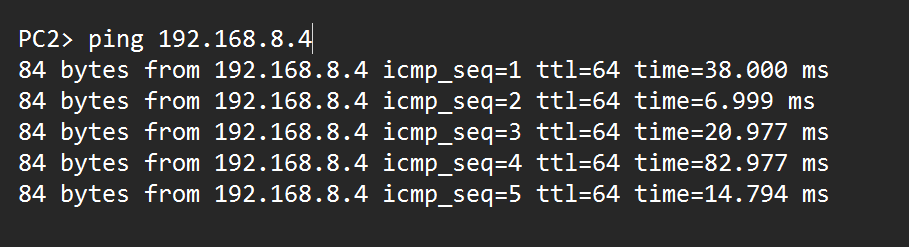 PC2> ping 192.168.8.4
84 bytes from 192.168.8.4 icmp_seq=1 ttl=64 time=38.000 ms
84 bytes from 192.168.8.4 icmp_seq=2 ttl=64 time=6.999 ms
84 bytes from 192.168.8.4 icmp_seq=3 ttl=64 time=20.977 ms
84 bytes from 192.168.8.4 icmp_seq=4 ttl=64 time=82.977 ms
84 bytes from 192.168.8.4 icmp_seq=5 ttl=64 time=14.794 ms